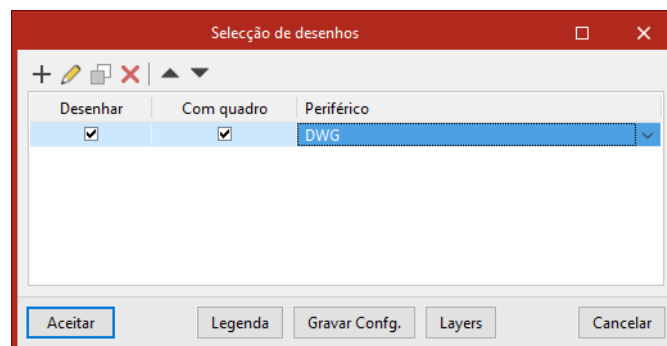 Selecção de desenhos
Desenhar Com quadro Periférico
DWG
Aceitar Legenda Gravar Confg. Layers Cancelar